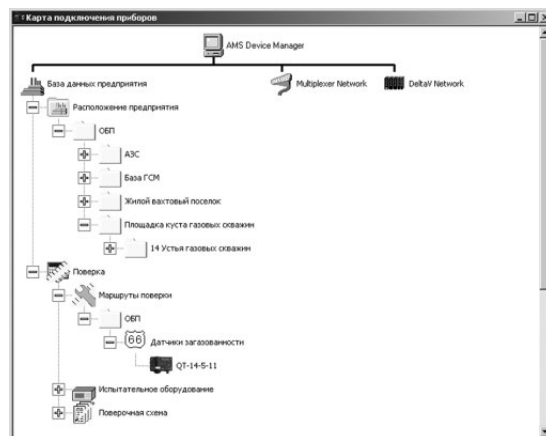 Карта подключения приборов
AMS Device Manager
База данных предприятия
Multiplexer Network
DeltaV Network
Расположение предприятия
ОБП
АЗС
База ГСМ
Жилой вахтовый поселок
Площадка куста газовых скважин
14 Устья газовых скважин
Поверка
Маршруты поверки
ОБП
66
Датчики загазованности
QT-14-5-11
Испытательное оборудование
Поверочная схема